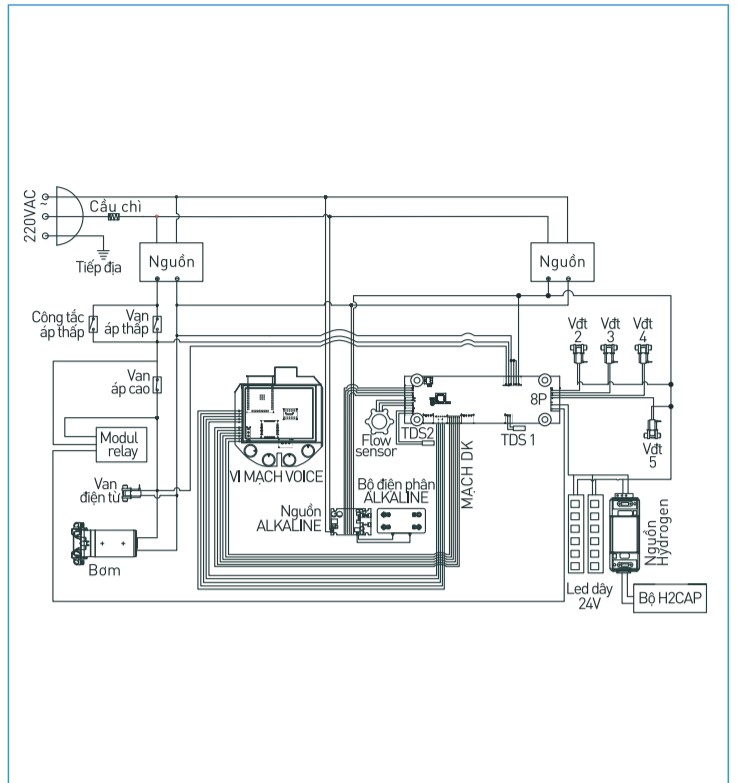 220VAC
~
Cầu chì
Tiếp địa
Nguồn
Nguồn
Công tắc
áp thấp
Van
áp thấp
Van
áp cao
Modul
relay
Van
điện từ
Bơm
VI MẠCH VOICE
Nguồn
ALKALINE
Bộ điện phân
ALKALINE
Flow
sensor
TDS2
MẠCH DK
TDS 1
8P
Vđt
2
Vđt
3
Vđt
4
Vđt
5
Led dây
24V
Nguồn
Hydrogen
Bộ H2CAP